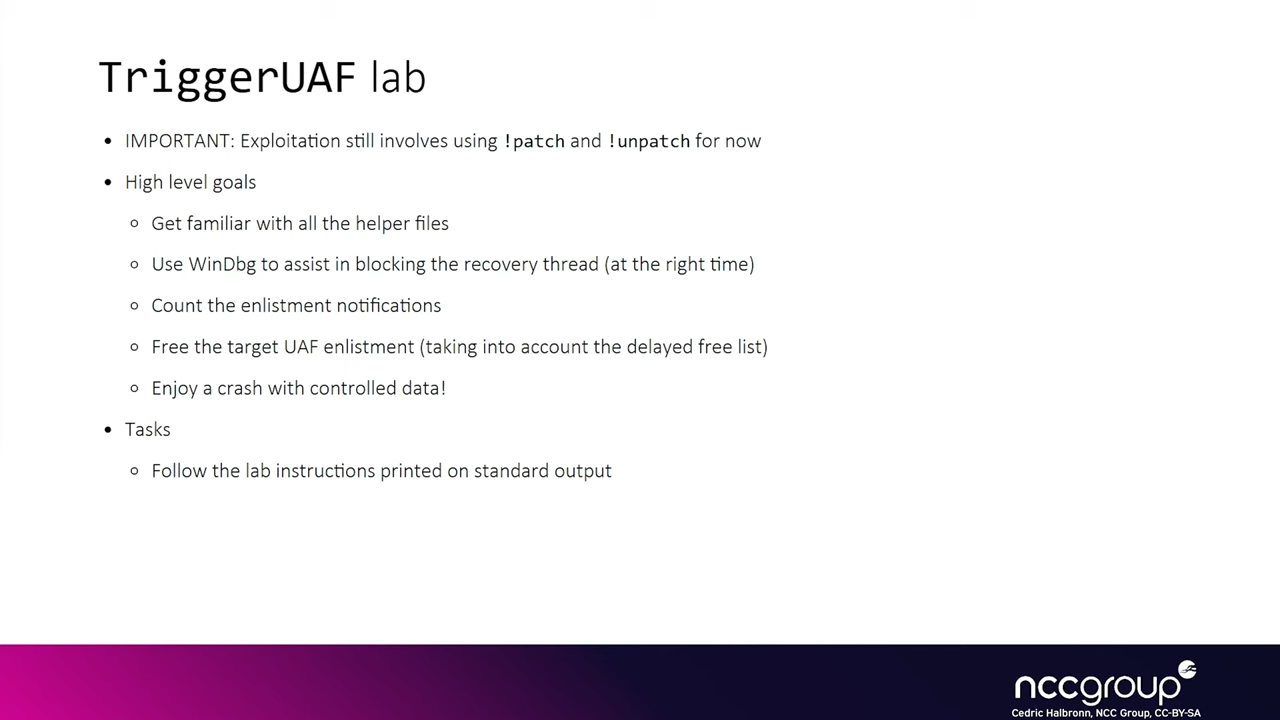 TriggerUAF lab
• IMPORTANT: Exploitation still involves using !patch and !unpatch for now
• High level goals
○ Get familiar with all the helper files
○ Use WinDbg to assist in blocking the recovery thread (at the right time)
○ Count the enlistment notifications
○ Free the target UAF enlistment (taking into account the delayed free list)
○ Enjoy a crash with controlled data!
• Tasks
○ Follow the lab instructions printed on standard output
nccgroup
Cedric Halbronn, NCC Group, CC-BY-SA